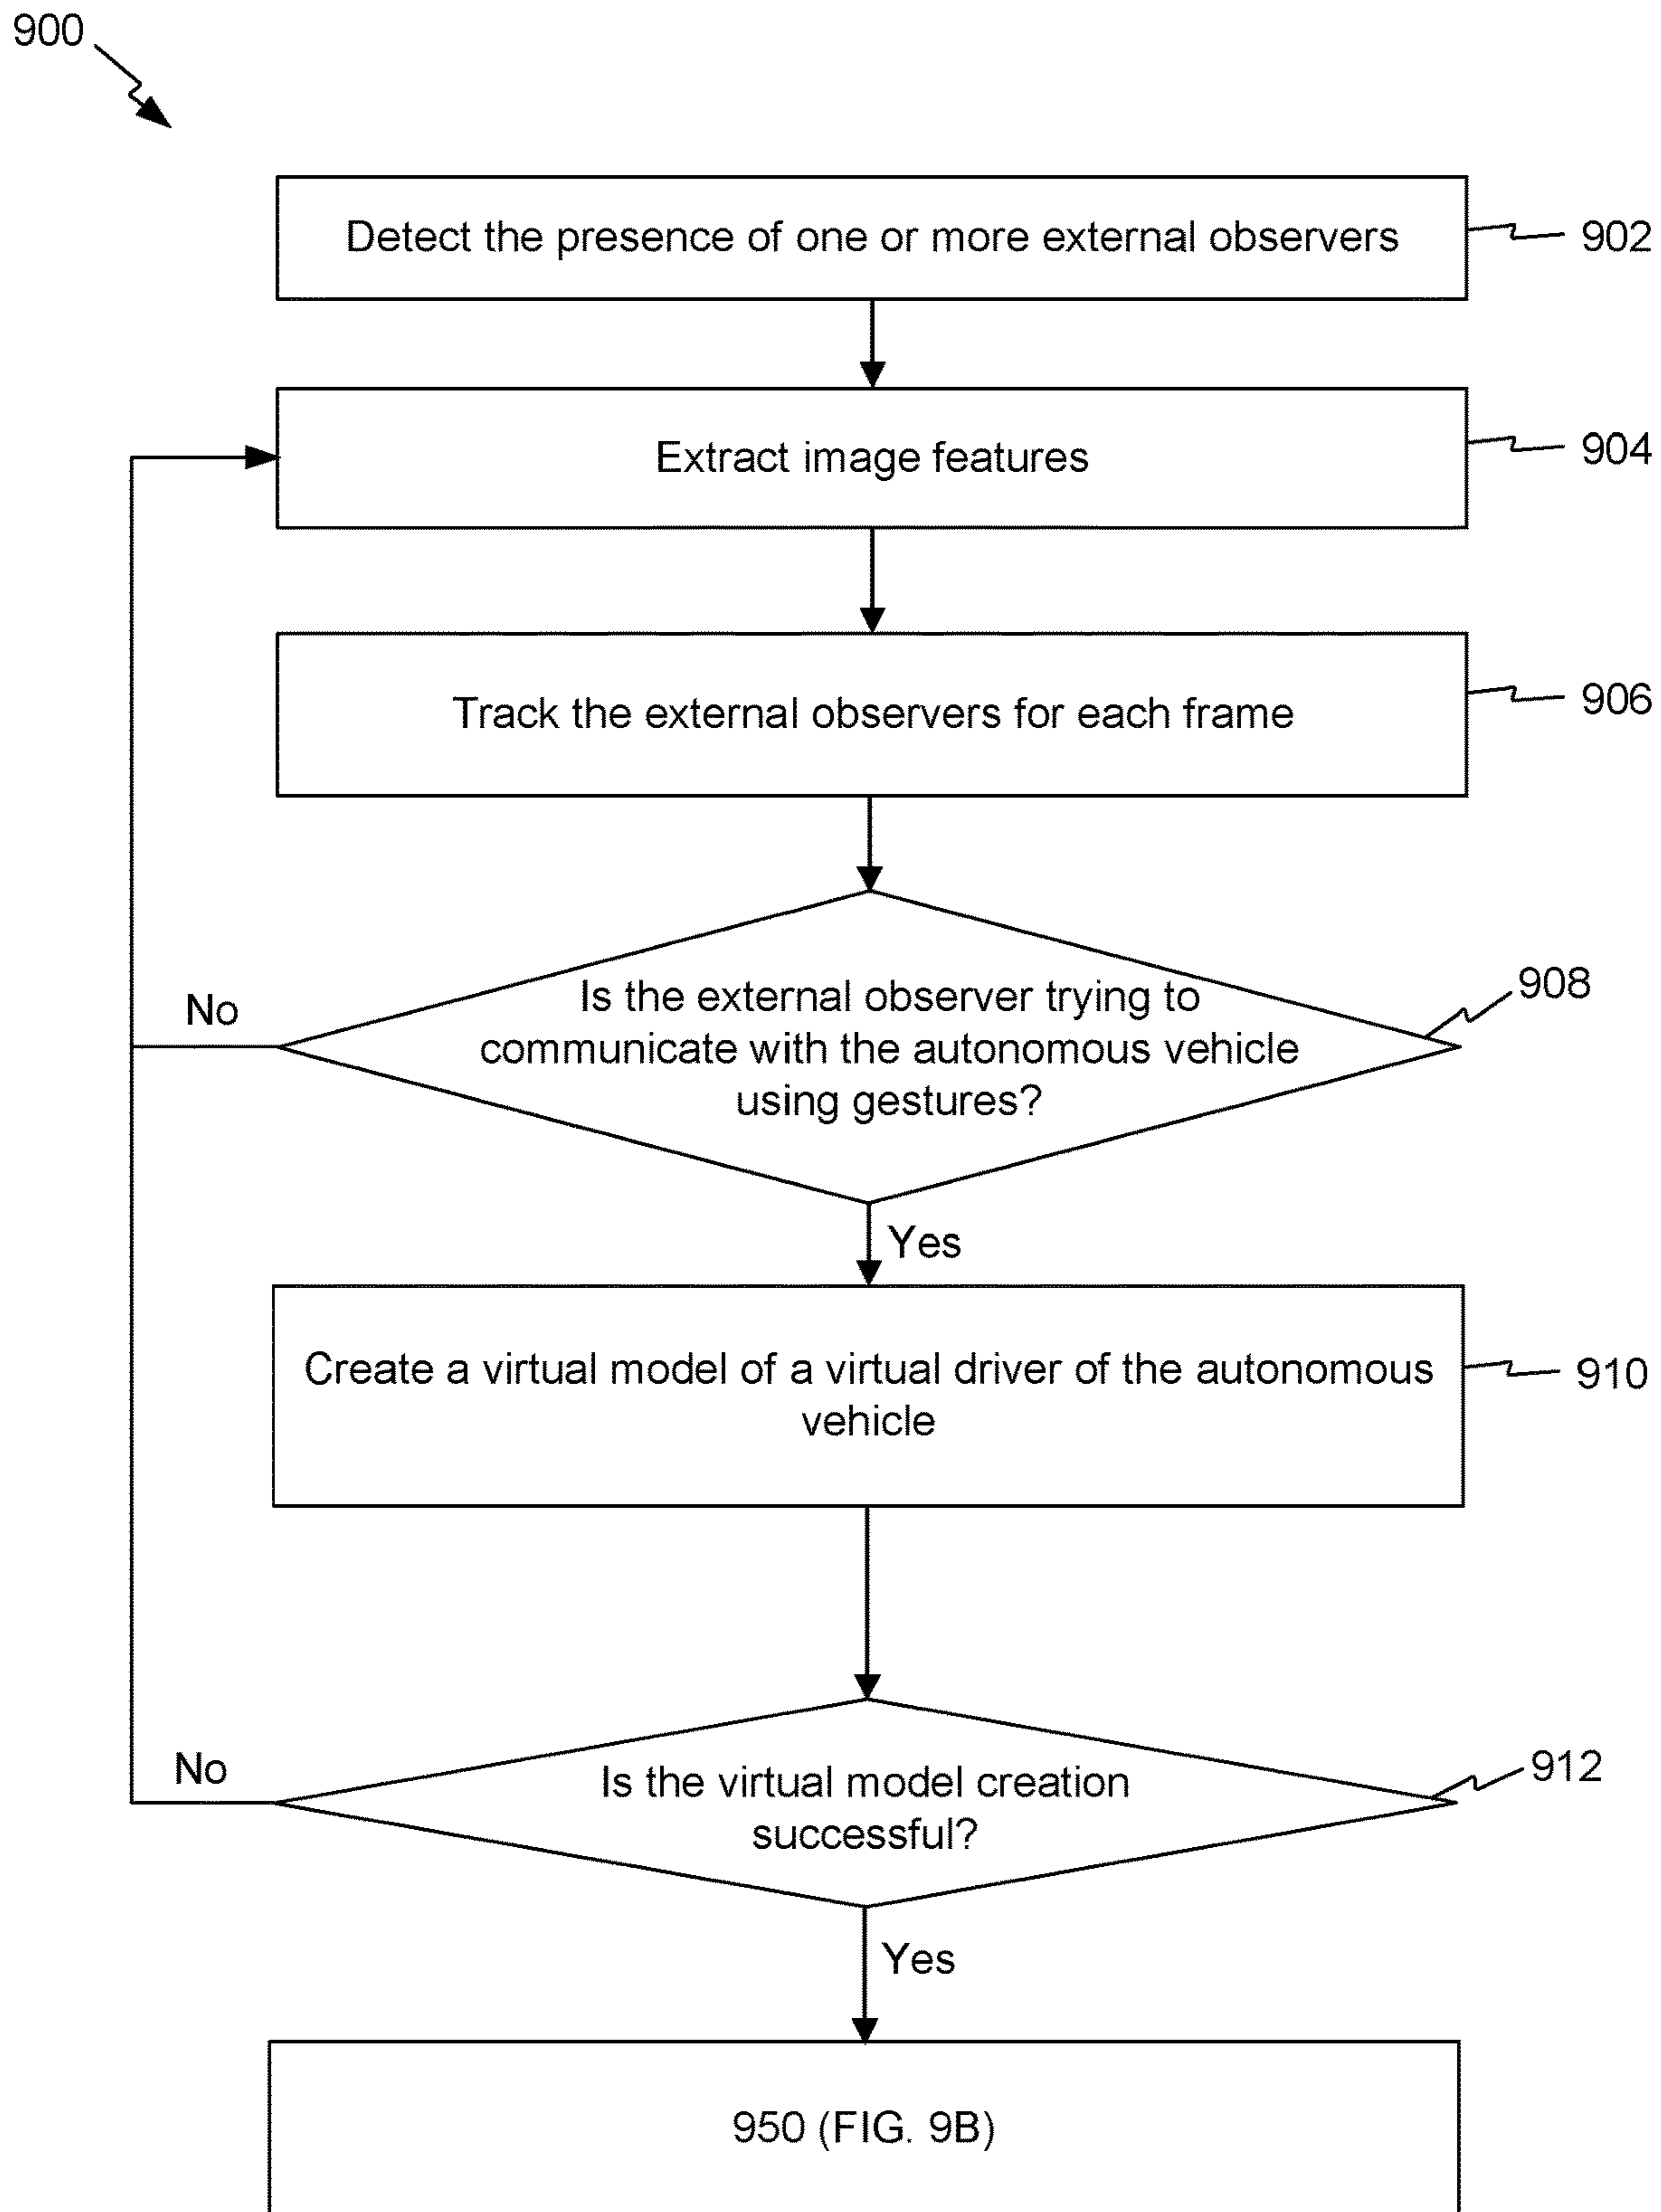 900
Detect the presence of one or more external observers
902
Extract image features
904
Track the external observers for each frame
906
Is the external observer trying to
communicate with the autonomous vehicle
using gestures?
908
No
Yes
Create a virtual model of a virtual driver of the autonomous
vehicle
910
Is the virtual model creation
successful?
912
No
Yes
950 (FIG. 9B)